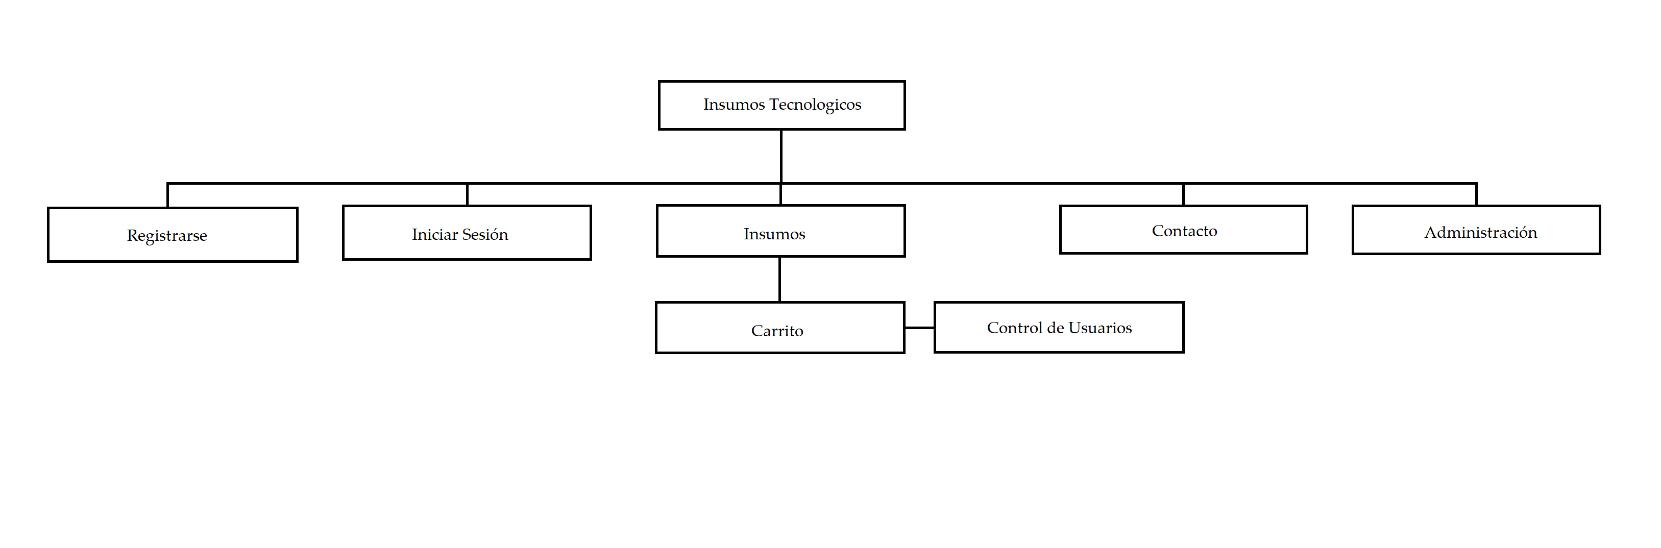 Insumos Tecnologicos
Registrarse
Iniciar Sesión
Insumos
Contacto
Administración
Carrito
Control de Usuarios